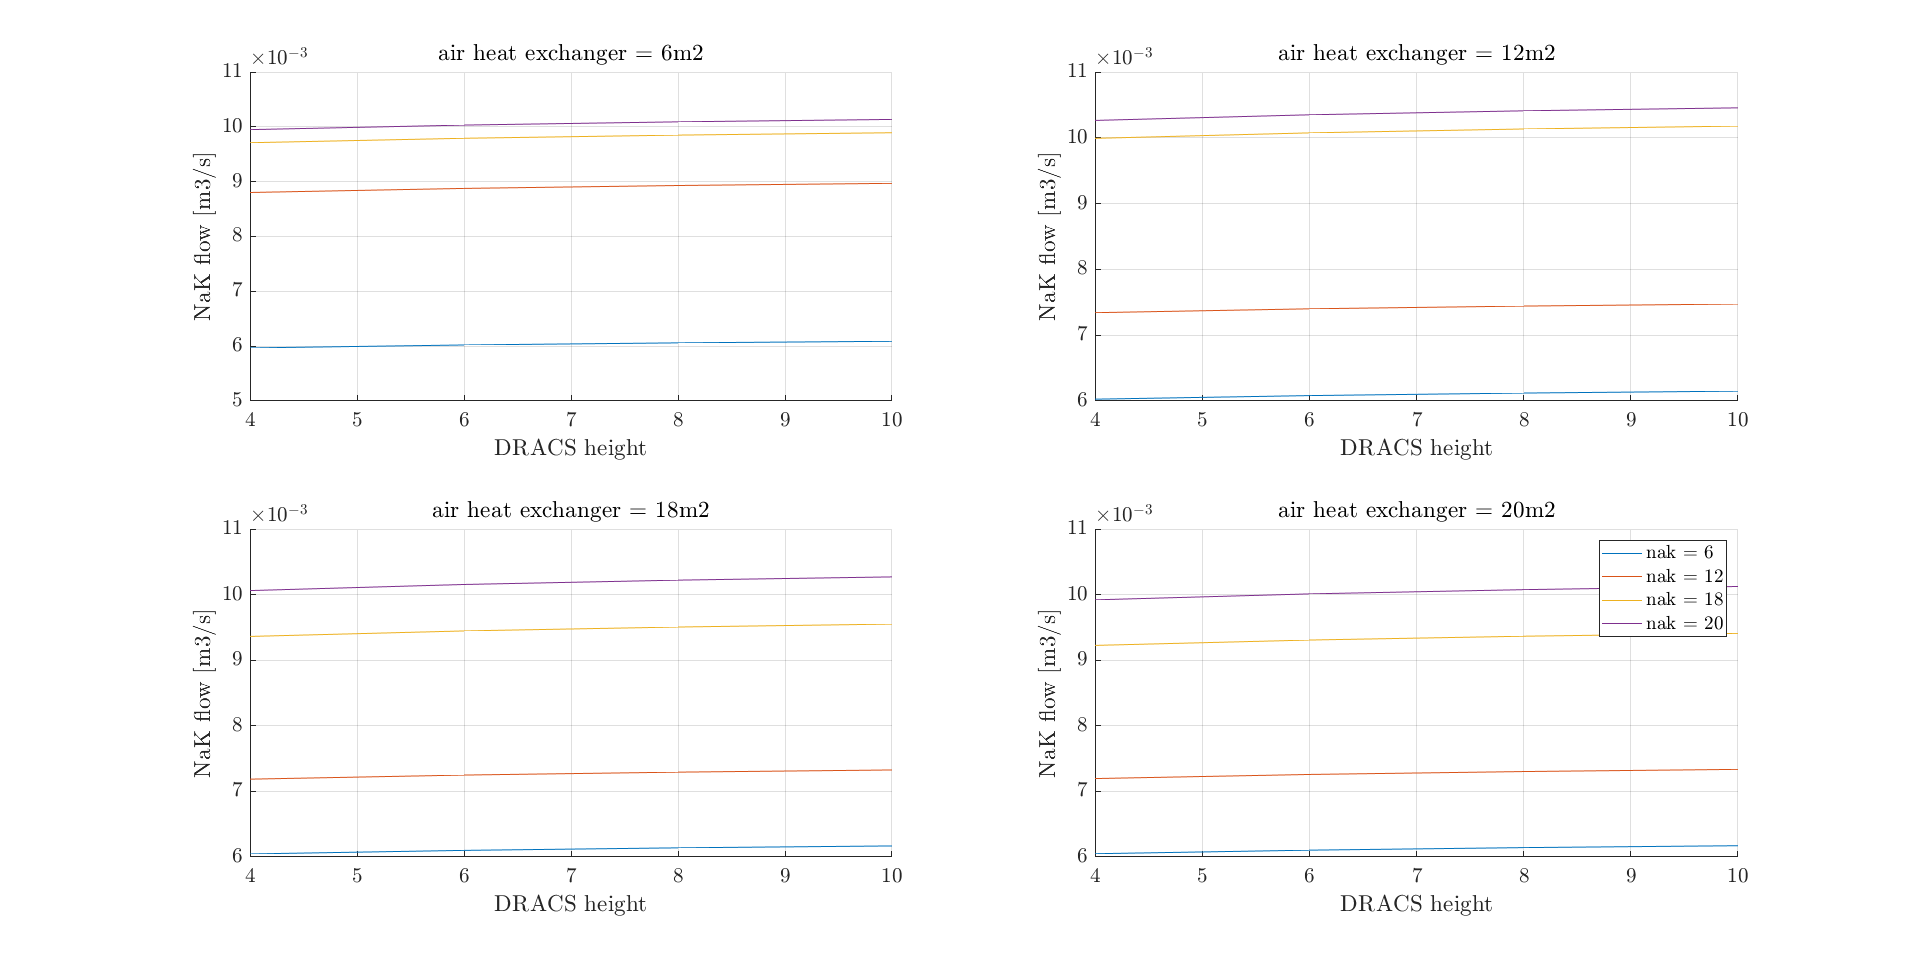 ×10⁻³
air heat exchanger = 6m2
11
10
9
8
7
6
5
NaK flow [m3/s]
4 5 6 7 8 9 10
DRACS height
×10⁻³
air heat exchanger = 12m2
11
10
9
8
7
6
NaK flow [m3/s]
4 5 6 7 8 9 10
DRACS height
×10⁻³
air heat exchanger = 18m2
11
10
9
8
7
6
NaK flow [m3/s]
4 5 6 7 8 9 10
DRACS height
×10⁻³
air heat exchanger = 20m2
11
10
9
8
7
6
NaK flow [m3/s]
nak = 6
nak = 12
nak = 18
nak = 20
4 5 6 7 8 9 10
DRACS height